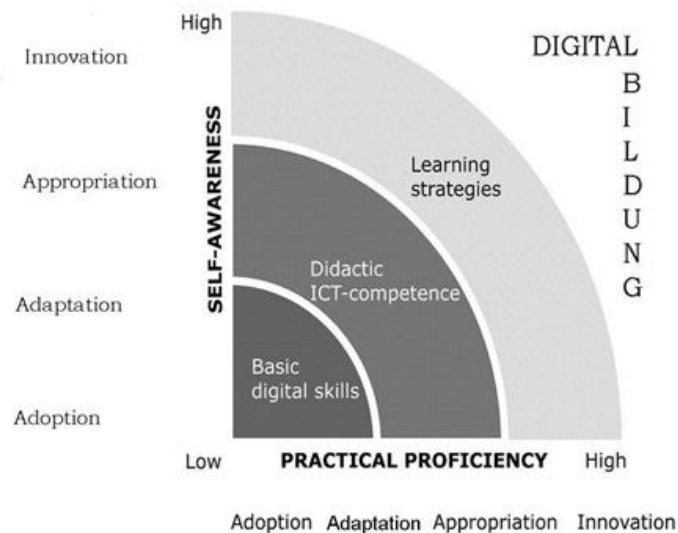 High
DIGITAL
BILDUNG
Innovation
SELF-AWARENESS
Appropriation
Learning
strategies
Adaptation
Didactic
ICT-competence
Basic
digital skills
Adoption
Low PRACTICAL PROFICIENCY High
Adoption Adaptation Appropriation Innovation